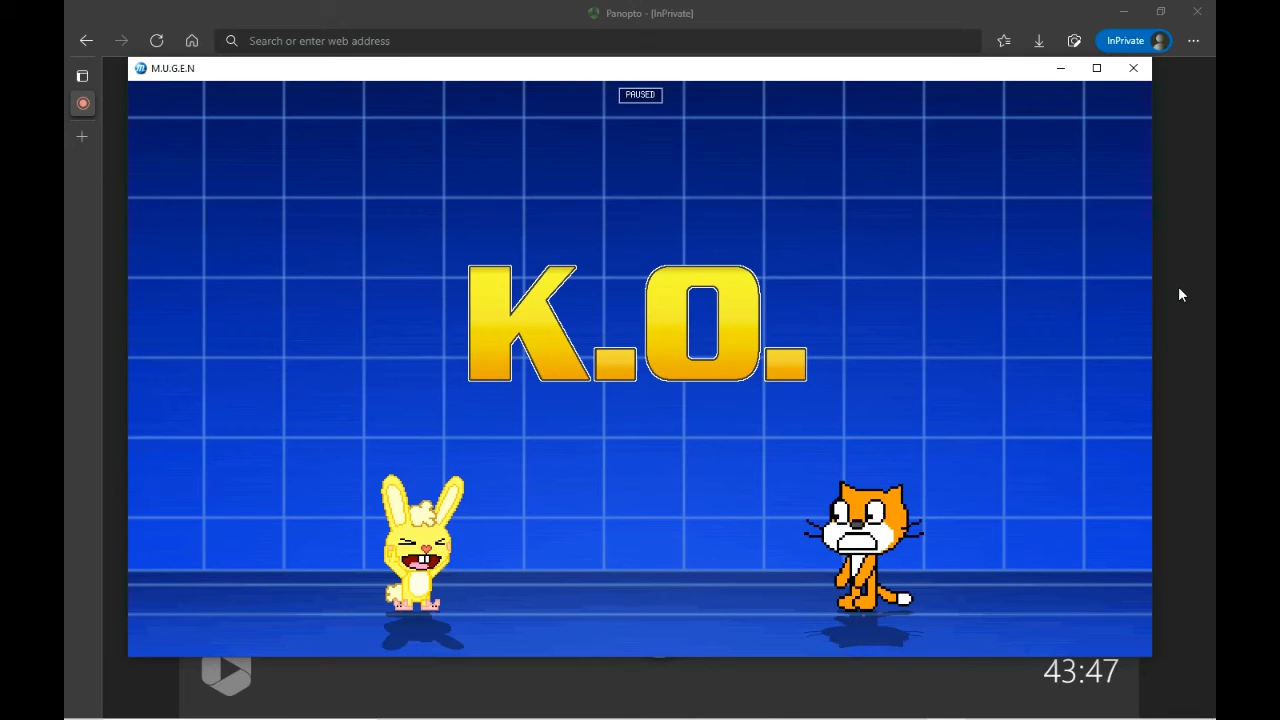 Panopto - [InPrivate]
Search or enter web address
InPrivate
M.U.G.E.N
PAUSED
K.O.
43:47